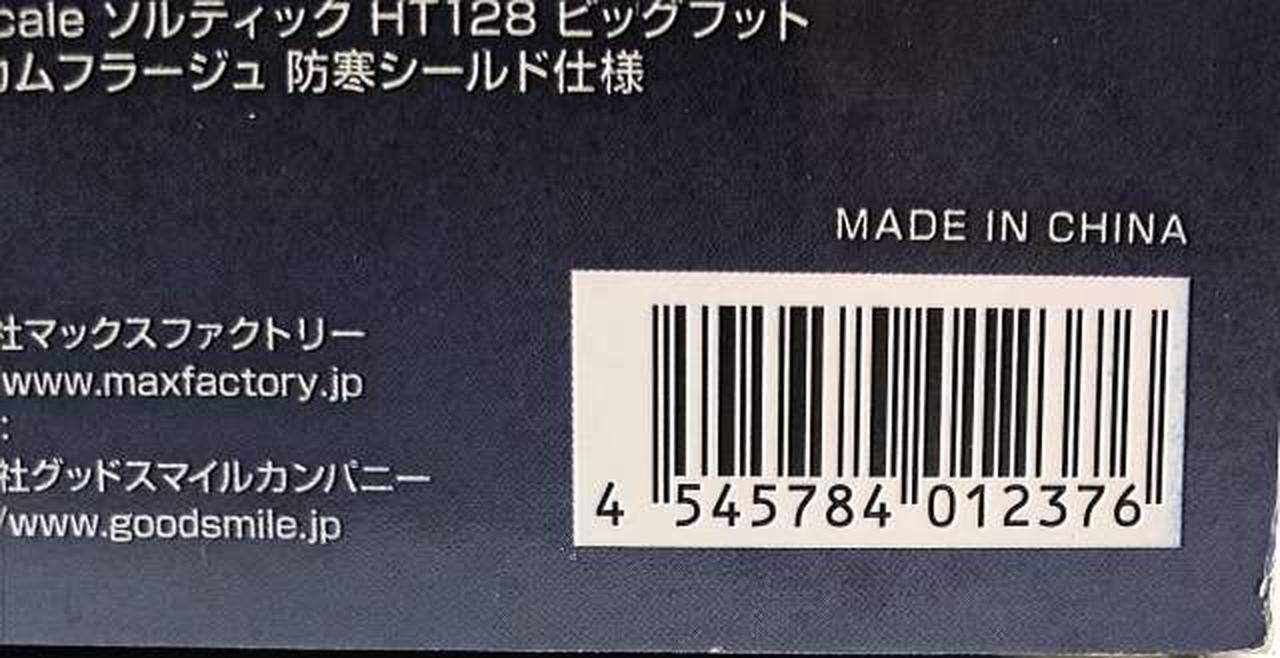 cale ソルティック HT128 ビッグフット
カムフラージュ 防寒シールド仕様
MADE IN CHINA
社マックスファクトリー
www.maxfactory.jp
:
社グッドスマイルカンパニー
/www.goodsmile.jp
4 545784 012376